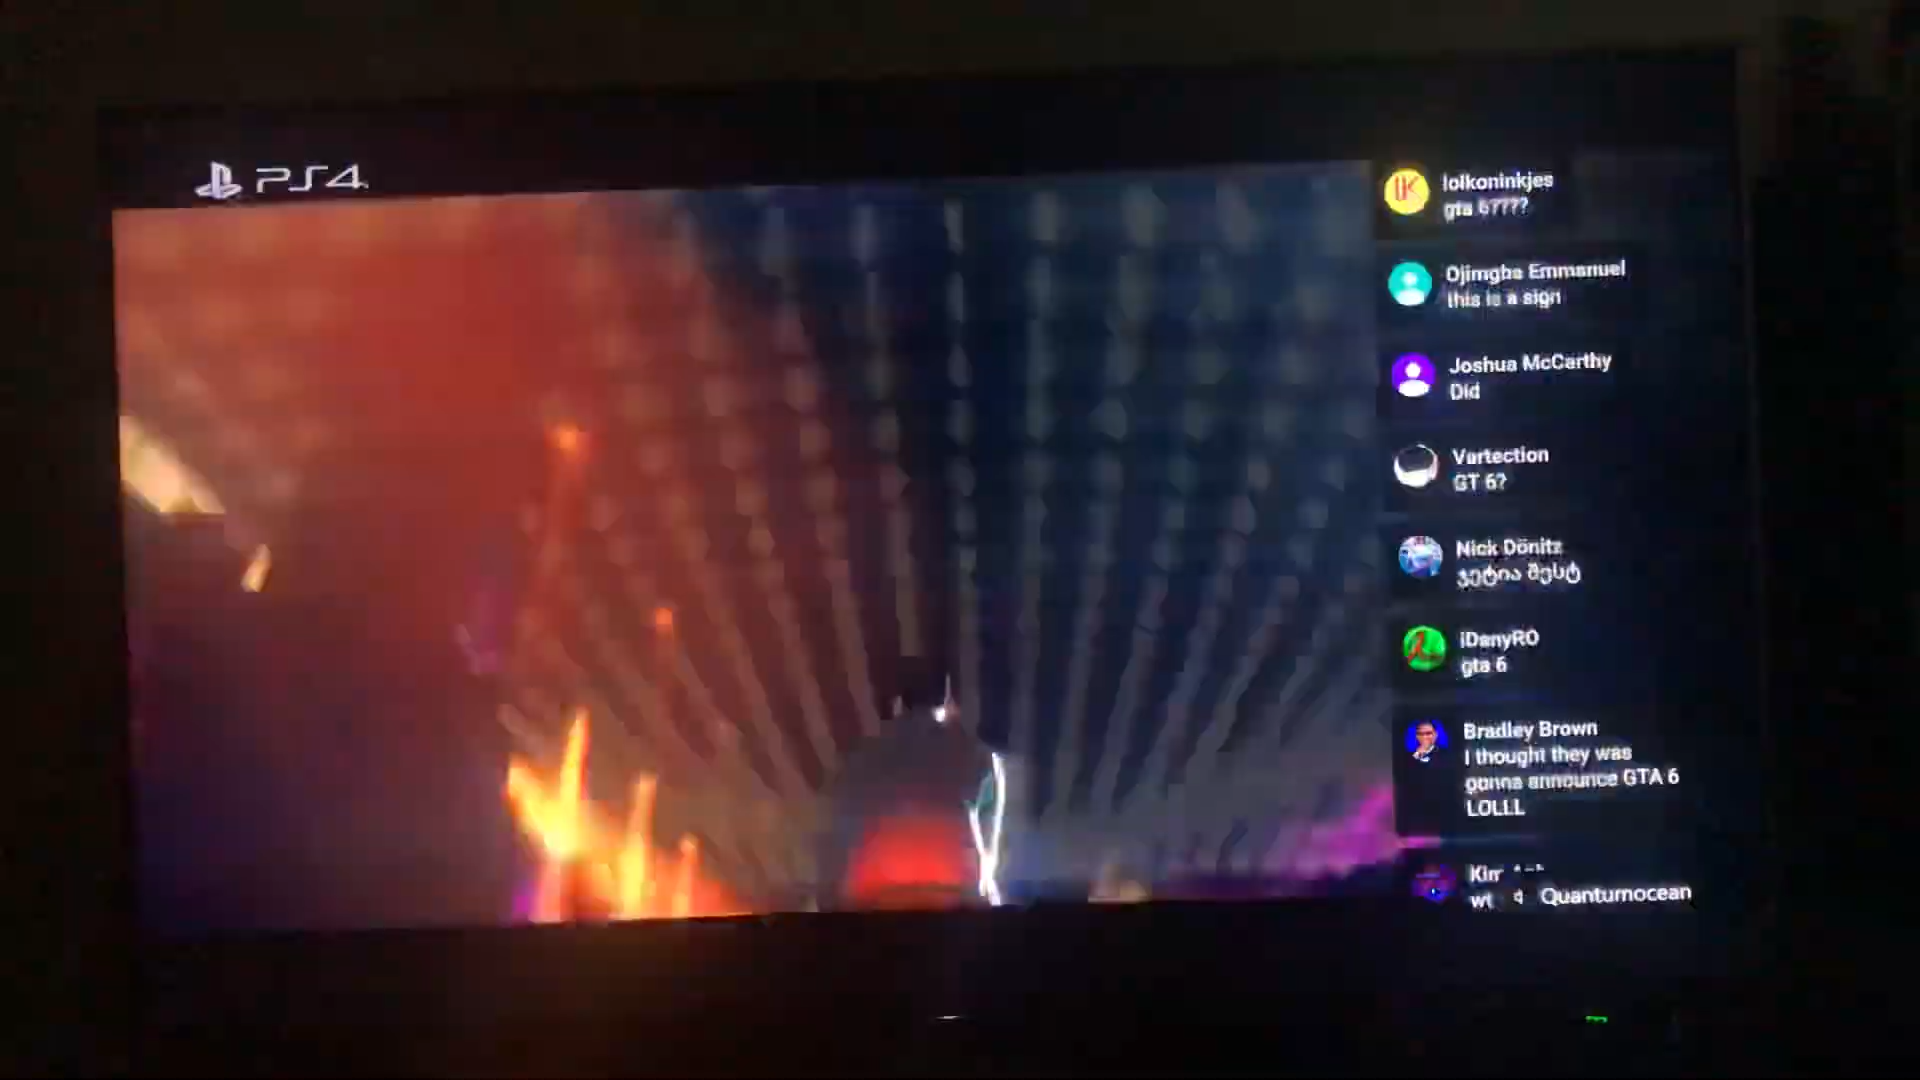 PS4
lolkoninkjes
gta 6????
Ojimgba Emmanuel
this is a sign
Joshua McCarthy
Did
Vartection
GT 6?
Nick Dönitz
iDanyRO
gta 6
Bradley Brown
I thought they was
gonna announce GTA 6
LOLLL
Quantumocean